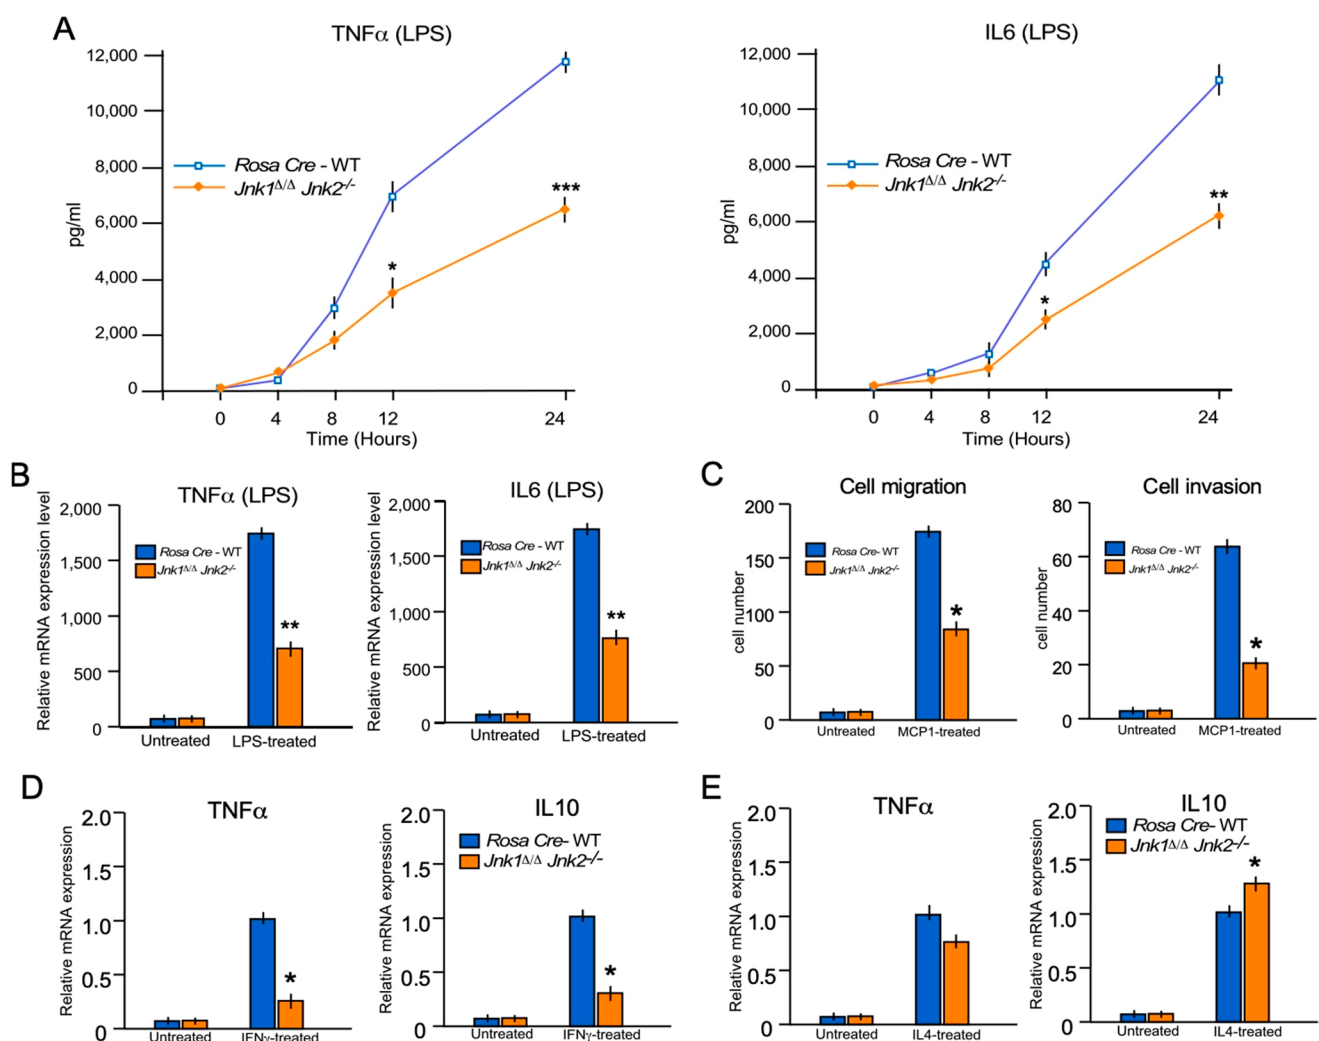 A
TNFα (LPS)
12,000
10,000
8,000
6,000
4,000
2,000
0
pg/ml
Rosa Cre - WT
Jnk1Δ/Δ Jnk2-/-
*
***
0 4 8 12 24
Time (Hours)
IL6 (LPS)
12,000
10,000
8,000
6,000
4,000
2,000
0
pg/ml
Rosa Cre - WT
Jnk1Δ/Δ Jnk2-/-
*
**
0 4 8 12 24
Time (Hours)
B
TNFα (LPS)
Relative mRNA expression level
2,000
1,500
1,000
500
0
Rosa Cre - WT
Jnk1Δ/Δ Jnk2-/-
**
Untreated LPS-treated
IL6 (LPS)
Relative mRNA expression level
2,000
1,500
1,000
500
0
Rosa Cre - WT
Jnk1Δ/Δ Jnk2-/-
**
Untreated LPS-treated
C
Cell migration
cell number
200
150
100
50
0
Rosa Cre- WT
Jnk1Δ/Δ Jnk2-/-
*
Untreated MCP1-treated
Cell invasion
cell number
80
60
40
20
0
Rosa Cre - WT
Jnk1Δ/Δ Jnk2-/-
*
Untreated MCP1-treated
D
TNFα
Relative mRNA expression
2.0
1.5
1.0
0.5
0
*
Untreated IFNγ-treated
IL10
Relative mRNA expression
2.0
1.5
1.0
0.5
0
Rosa Cre- WT
Jnk1Δ/Δ Jnk2-/-
*
Untreated IFNγ-treated
E
TNFα
Relative mRNA expression
2.0
1.5
1.0
0.5
0
Untreated IL4-treated
IL10
Relative mRNA expression
2.0
1.5
1.0
0.5
0
Rosa Cre- WT
Jnk1Δ/Δ Jnk2-/-
*
Untreated IL4-treated